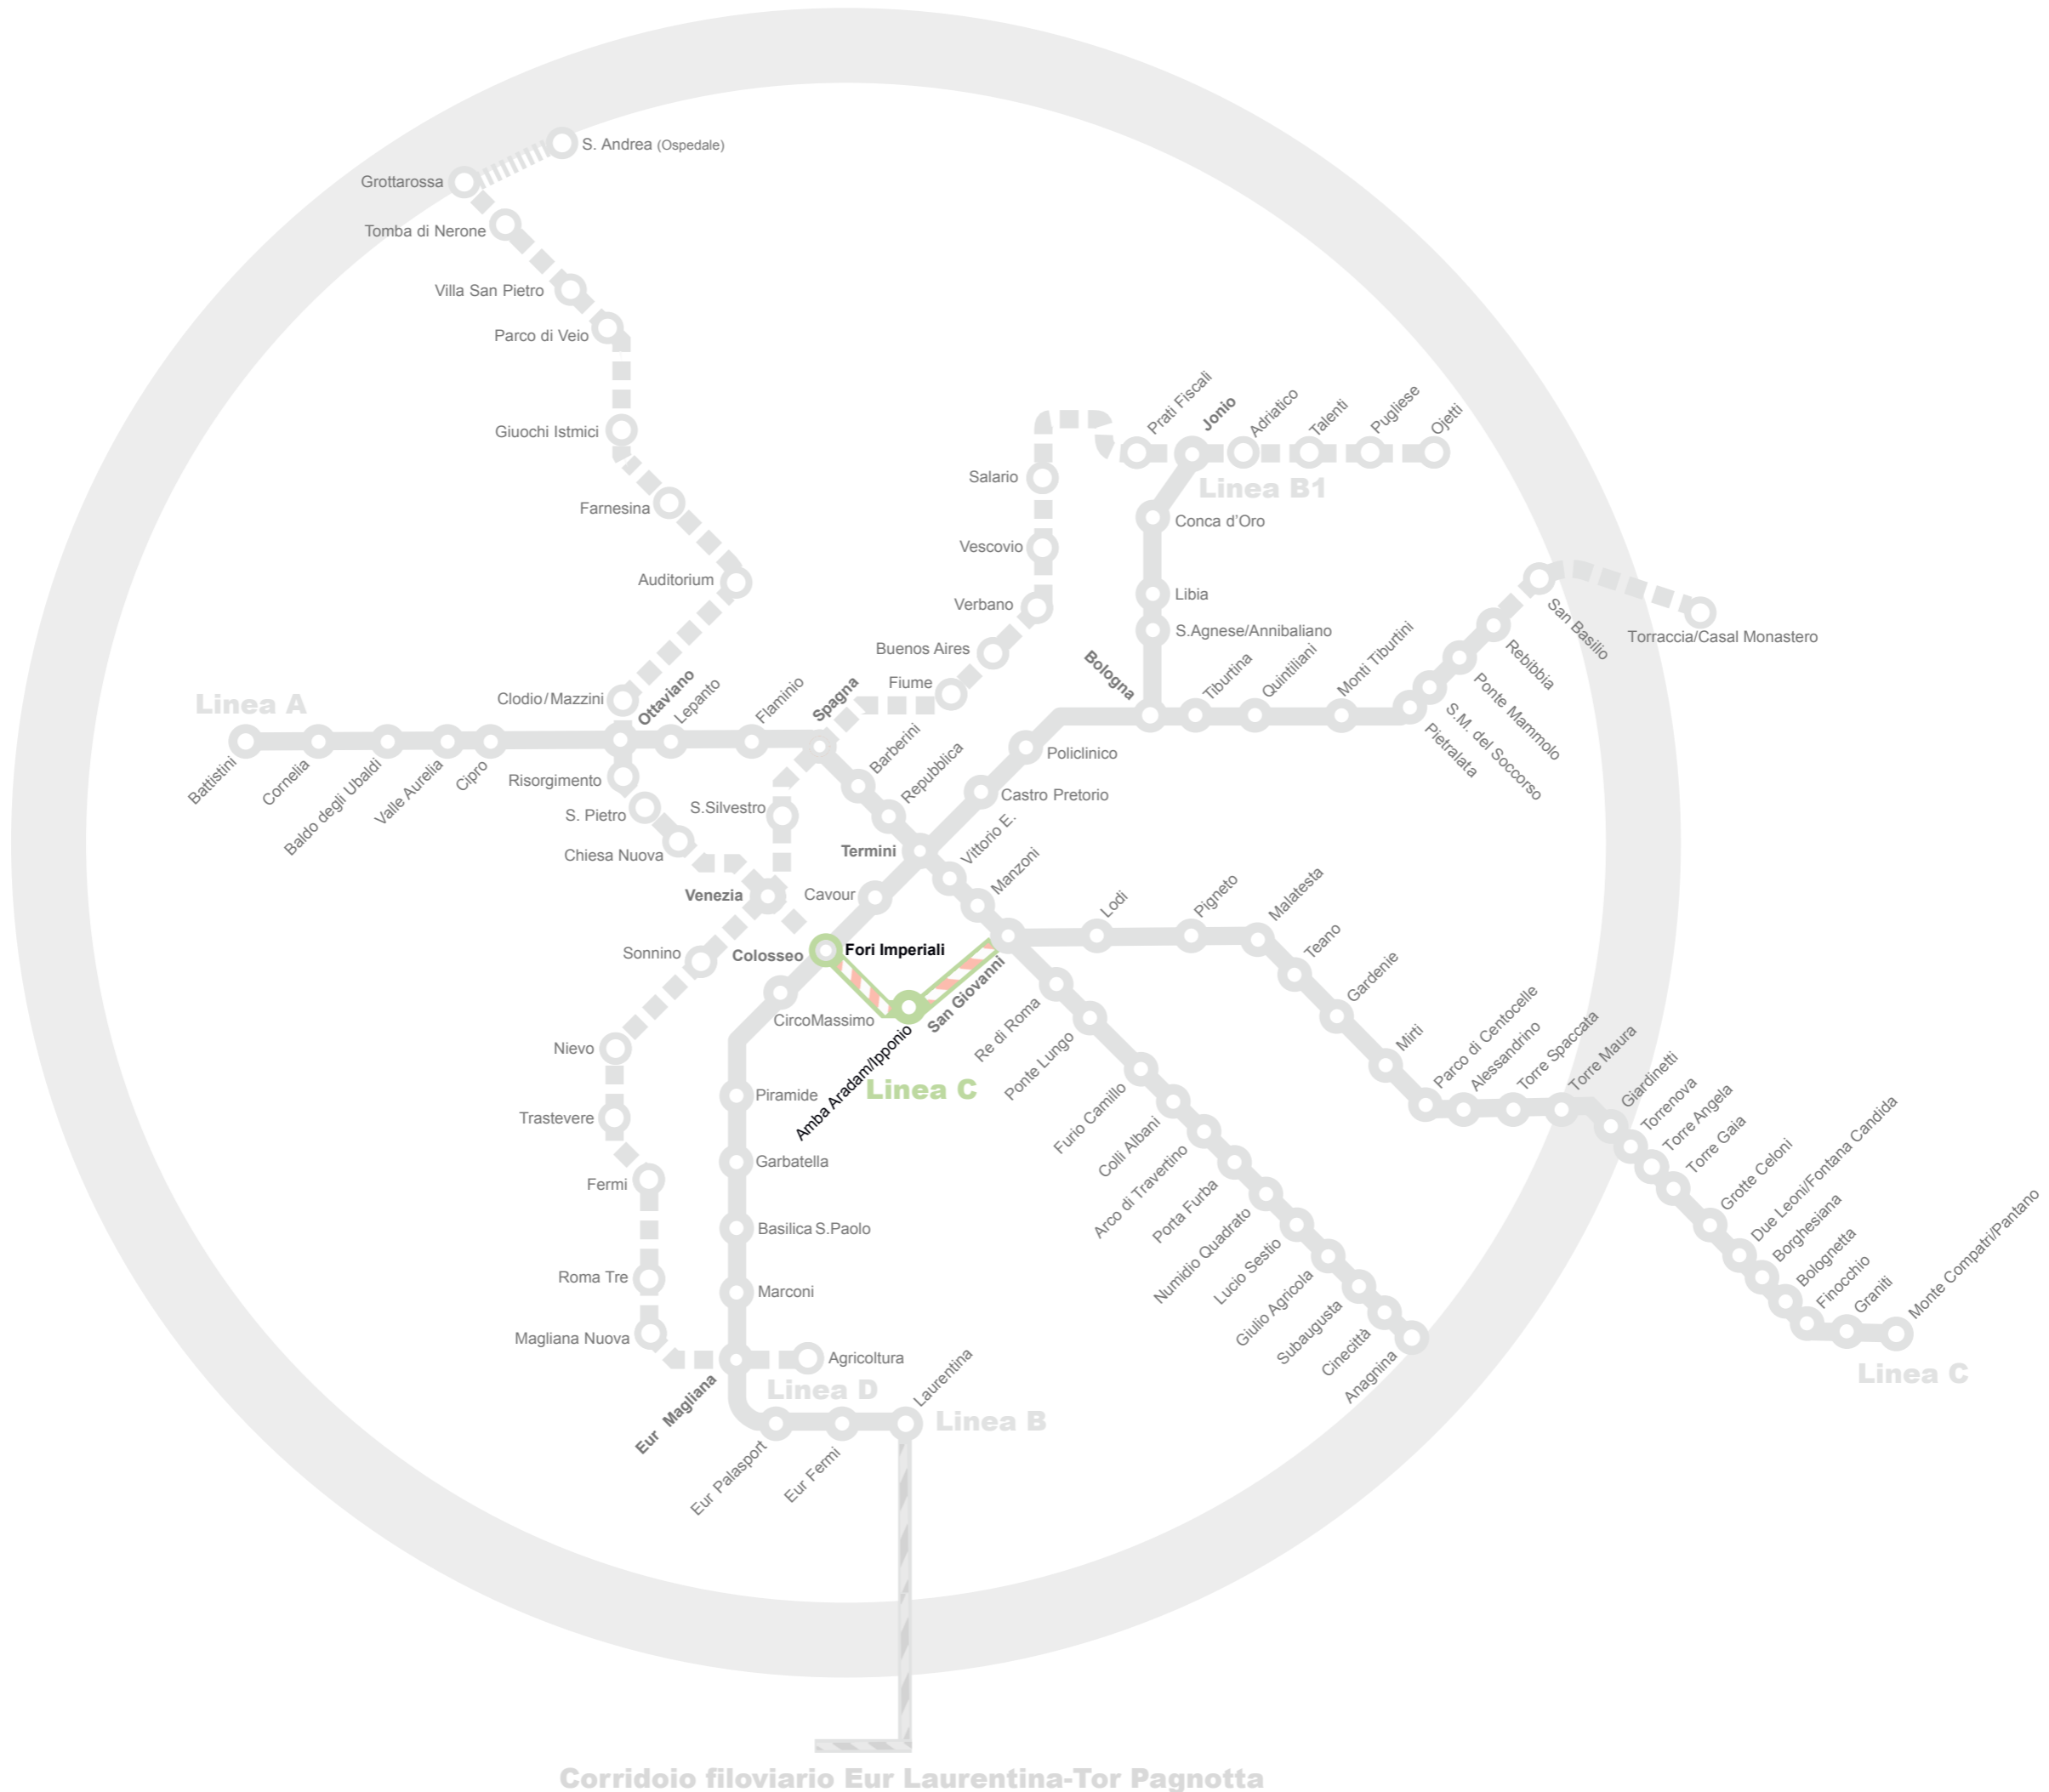 S. Andrea (Ospedale)
Grottarossa
Tomba di Nerone
Villa San Pietro
Parco di Veio
Giuochi Istmici
Farnesina
Auditorium
Clodio/Mazzini
Prati Fiscali
Jonio
Adriatico
Talenti
Pugliese
Ojetti
Linea B1
Salario
Conca d'Oro
Vescovio
Libia
Verbano
S.Agnese/Annibaliano
Buenos Aires
Fiume
Bologna
Tiburtina
Quintiliani
Monti Tiburtini
Pietralata
S.M. del Soccorso
Ponte Mammolo
Rebibbia
San Basilio
Torraccia/Casal Monastero
Linea A
Battistini
Cornelia
Baldo degli Ubaldi
Valle Aurelia
Cipro
Ottaviano
Lepanto
Flaminio
Spagna
Barberini
Repubblica
Policlinico
Castro Pretorio
Risorgimento
S. Pietro
Chiesa Nuova
S.Silvestro
Termini
Vittorio E.
Manzoni
Venezia
Cavour
Lodi
Pigneto
Malatesta
Teano
Gardenie
Mirti
Parco di Centocelle
Alessandrino
Torre Spaccata
Torre Maura
Giardinetti
Torrenova
Torre Angela
Torre Gaia
Grotte Celoni
Due Leoni/Fontana Candida
Borghesiana
Bolognetta
Finocchio
Graniti
Monte Compatri/Pantano
Linea C
Sonnino
Colosseo
Fori Imperiali
San Giovanni
CircoMassimo
Amba Aradam/Ipponio
Linea C
Re di Roma
Ponte Lungo
Furio Camillo
Colli Albani
Arco di Travertino
Porta Furba
Numidio Quadrato
Lucio Sestio
Giulio Agricola
Subaugusta
Cinecittà
Anagnina
Nievo
Trastevere
Fermi
Roma Tre
Magliana Nuova
Piramide
Garbatella
Basilica S.Paolo
Marconi
Agricoltura
Linea D
Eur Magliana
Eur Palasport
Eur Fermi
Laurentina
Linea B
Corridoio filoviario Eur Laurentina-Tor Pagnotta